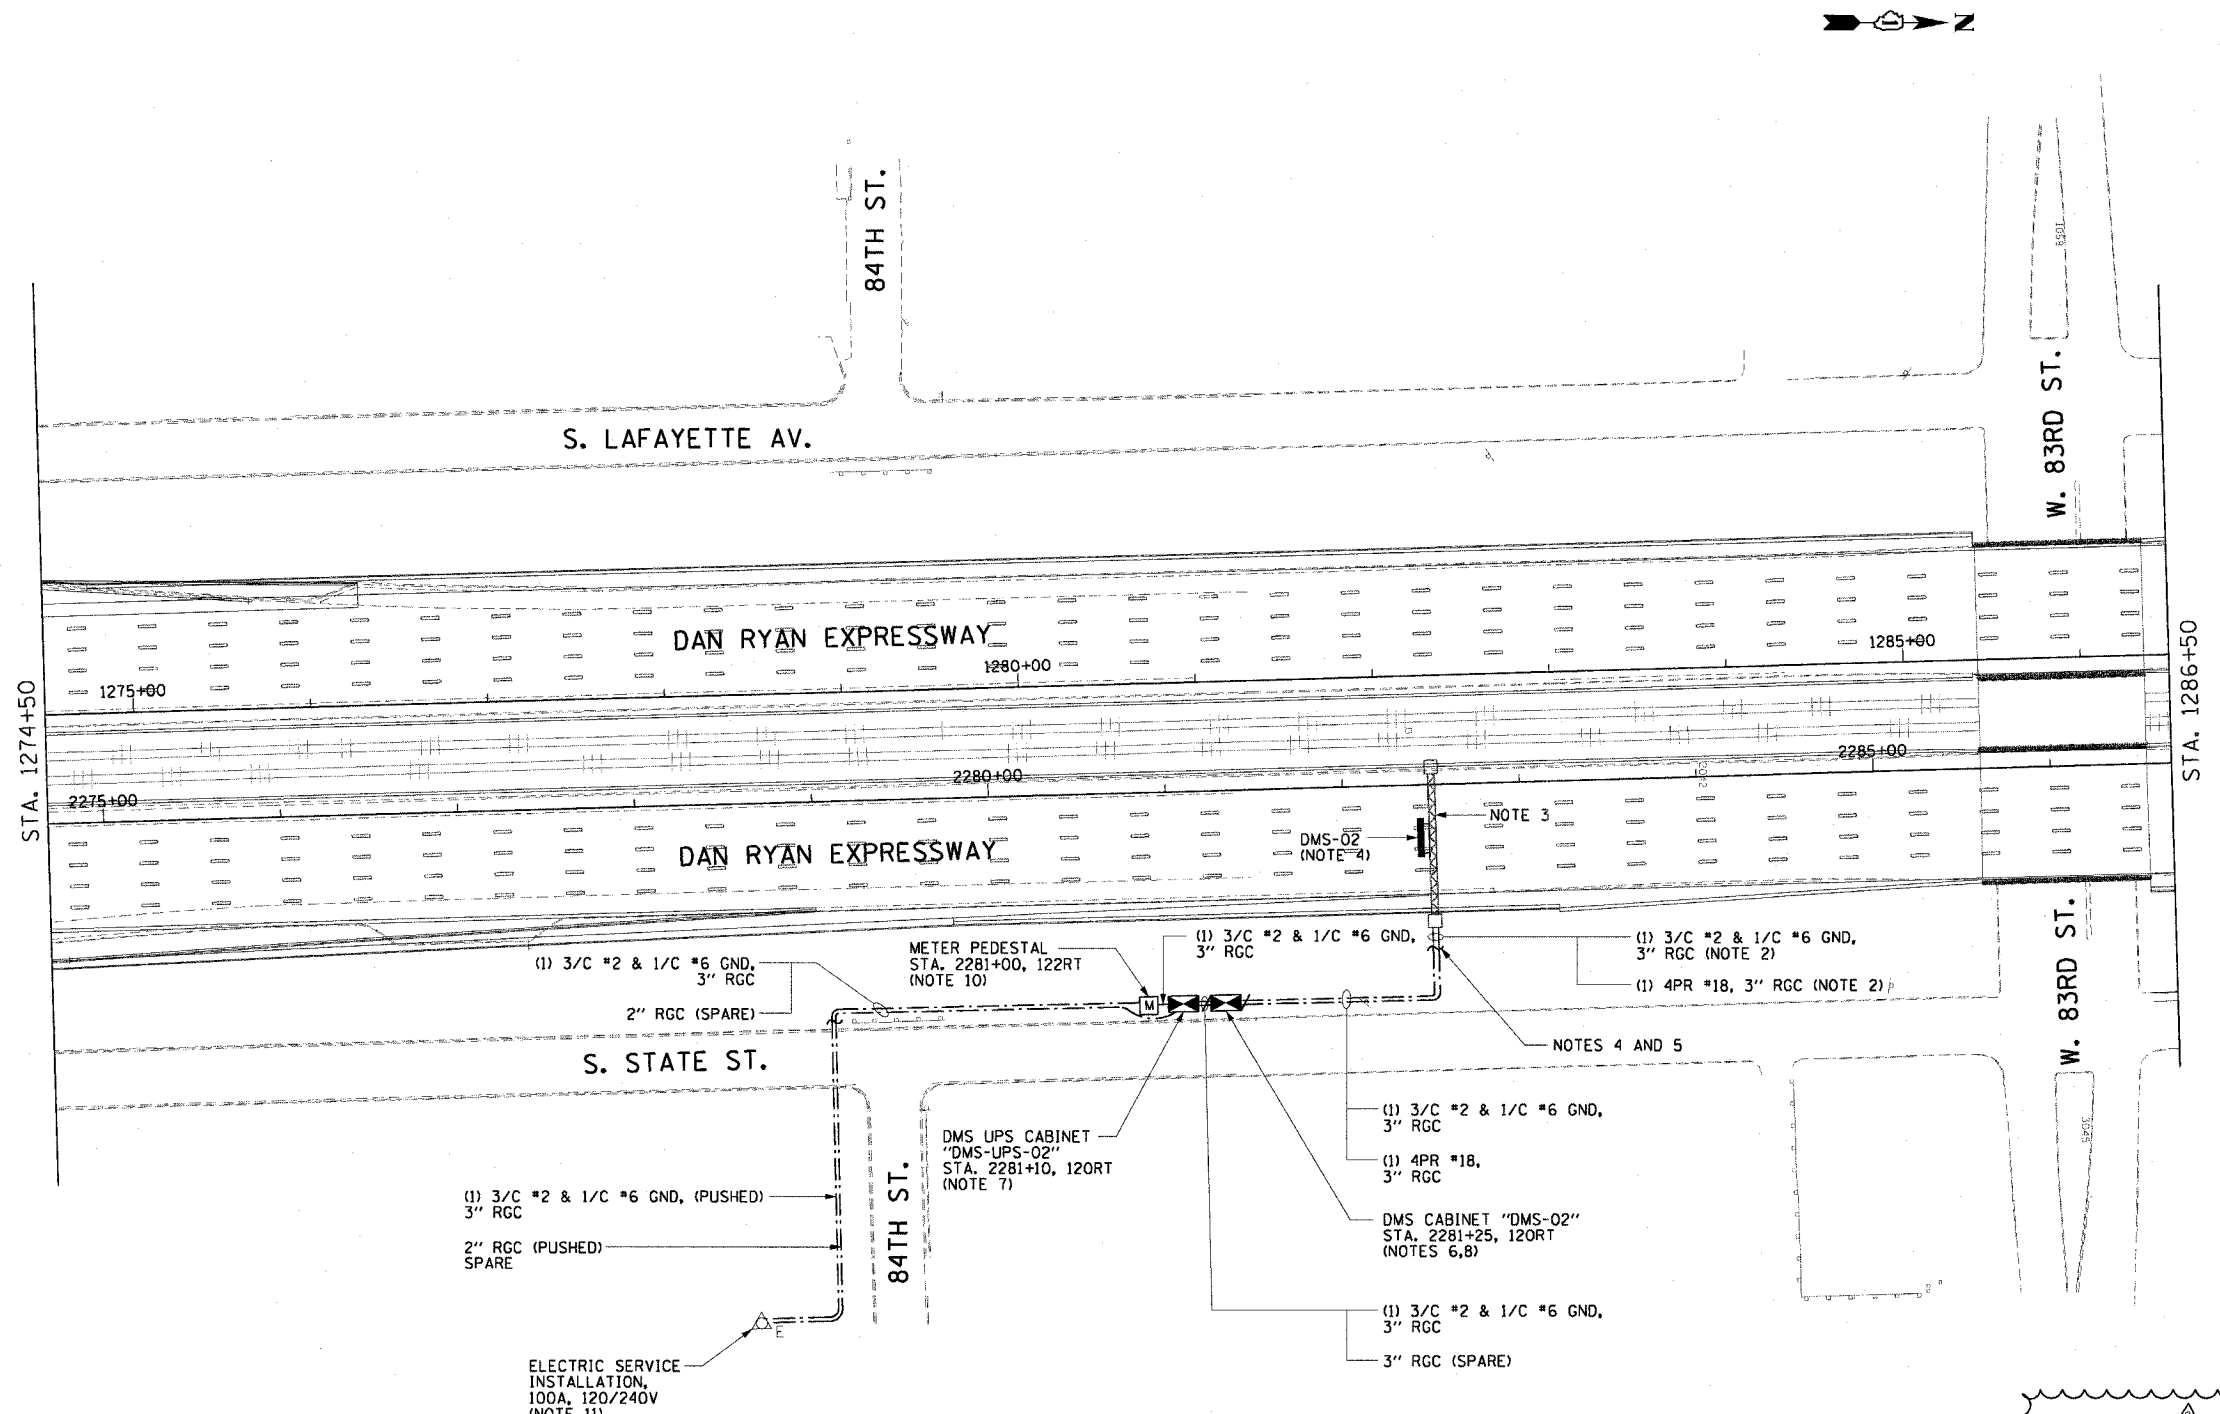 N
84TH ST.
1059
W. 83RD ST.
S. LAFAYETTE AV.
STA. 1274+50
STA. 1286+50
DAN RYAN EXPRESSWAY
1275+00
1280+00
1285+00
2275+00
2280+00
2285+00
DAN RYAN EXPRESSWAY
NOTE 3
DMS-02
(NOTE 4)
(1) 3/C #2 & 1/C #6 GND,
3" RGC
2" RGC (SPARE)
METER PEDESTAL
STA. 2281+00, 122RT
(NOTE 10)
M
(1) 3/C #2 & 1/C #6 GND,
3" RGC
(1) 3/C #2 & 1/C #6 GND,
3" RGC (NOTE 2)
(1) 4PR #18, 3" RGC (NOTE 2)
NOTES 4 AND 5
W. 83RD ST.
S. STATE ST.
DMS UPS CABINET
"DMS-UPS-02"
STA. 2281+10, 120RT
(NOTE 7)
(1) 3/C #2 & 1/C #6 GND,
3" RGC
(1) 4PR #18,
3" RGC
3045
DMS CABINET "DMS-02"
STA. 2281+25, 120RT
(NOTES 6,8)
(1) 3/C #2 & 1/C #6 GND, (PUSHED)
3" RGC
2" RGC (PUSHED)
SPARE
84TH ST.
(1) 3/C #2 & 1/C #6 GND,
3" RGC
3" RGC (SPARE)
E
ELECTRIC SERVICE
INSTALLATION,
100A, 120/240V
(NOTE 11)